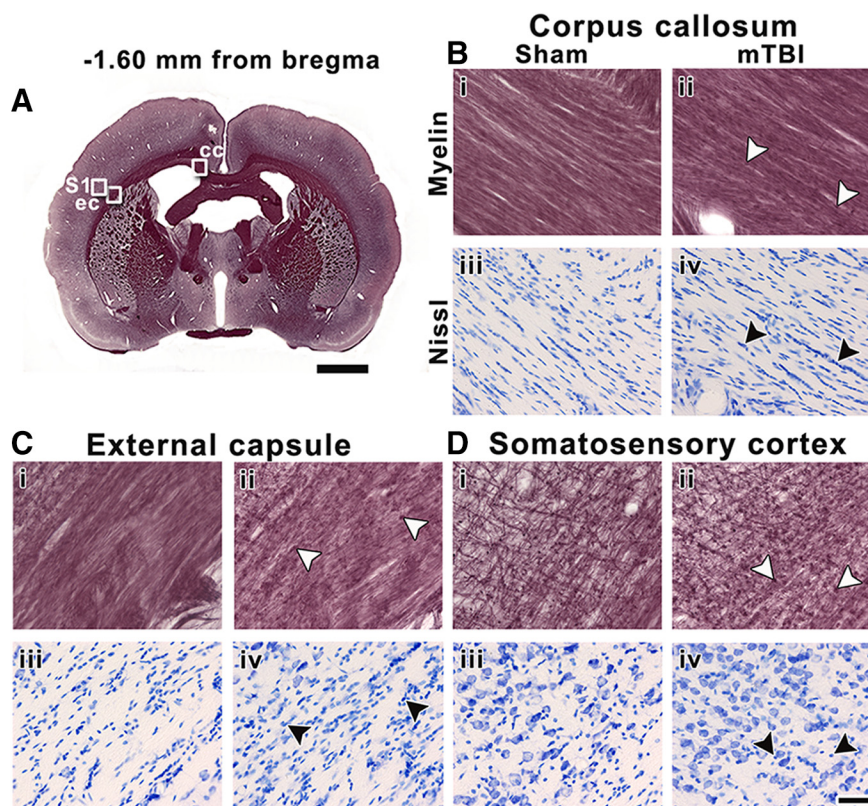 Corpus callosum
-1.60 mm from bregma
B Sham mTBI
A
i ii
Myelin
cc
S1
ec
iii iv
Nissl
C External capsule
D Somatosensory cortex
i ii i ii
iii iv iii iv